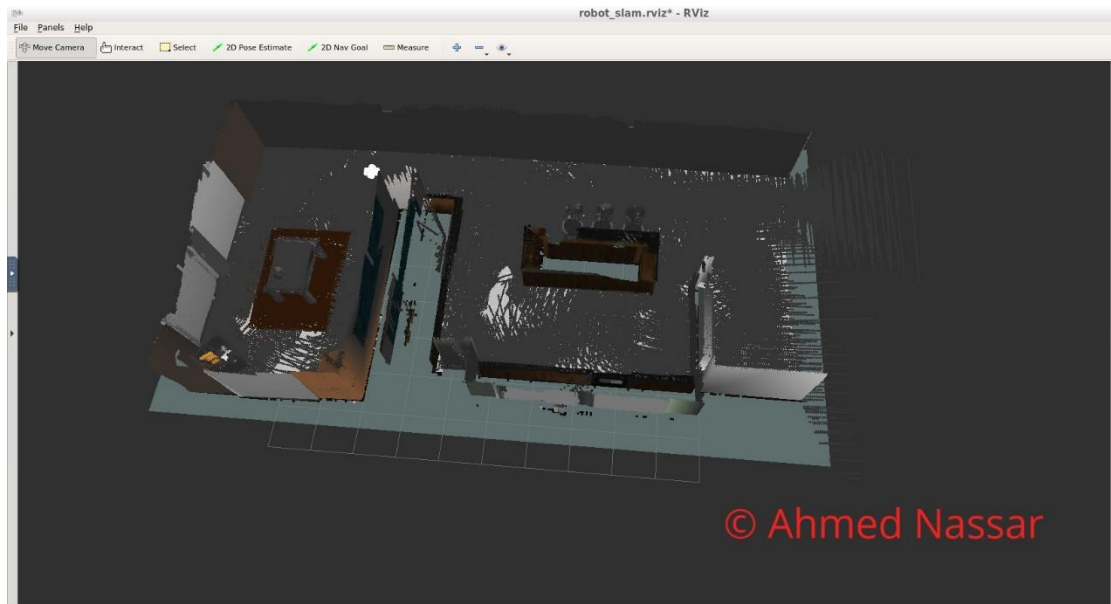 robot_slam.rviz* - RViz
File Panels Help
Move Camera Interact Select 2D Pose Estimate 2D Nav Goal Measure
© Ahmed Nassar